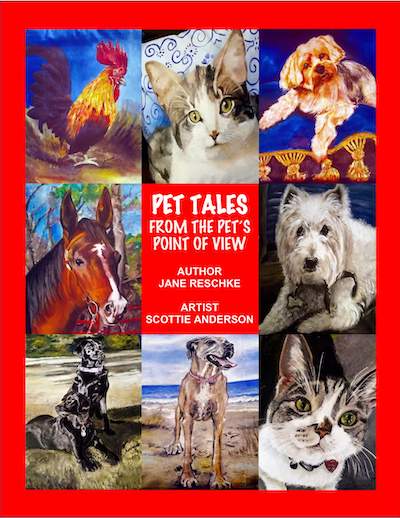 PET TALES
FROM THE PET'S
POINT OF VIEW
AUTHOR
JANE RESCHKE
ARTIST
SCOTTIE ANDERSON